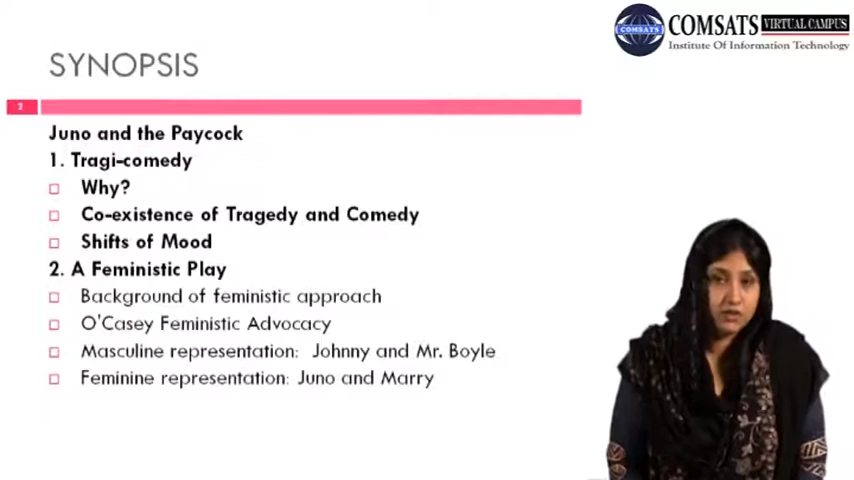 COMSATS
COMSATS VIRTUAL CAMPUS
Institute Of Information Technology
SYNOPSIS
2
Juno and the Paycock
1. Tragi-comedy
Why?
Co-existence of Tragedy and Comedy
Shifts of Mood
2. A Feministic Play
Background of feministic approach
O'Casey Feministic Advocacy
Masculine representation: Johnny and Mr. Boyle
Feminine representation: Juno and Marry